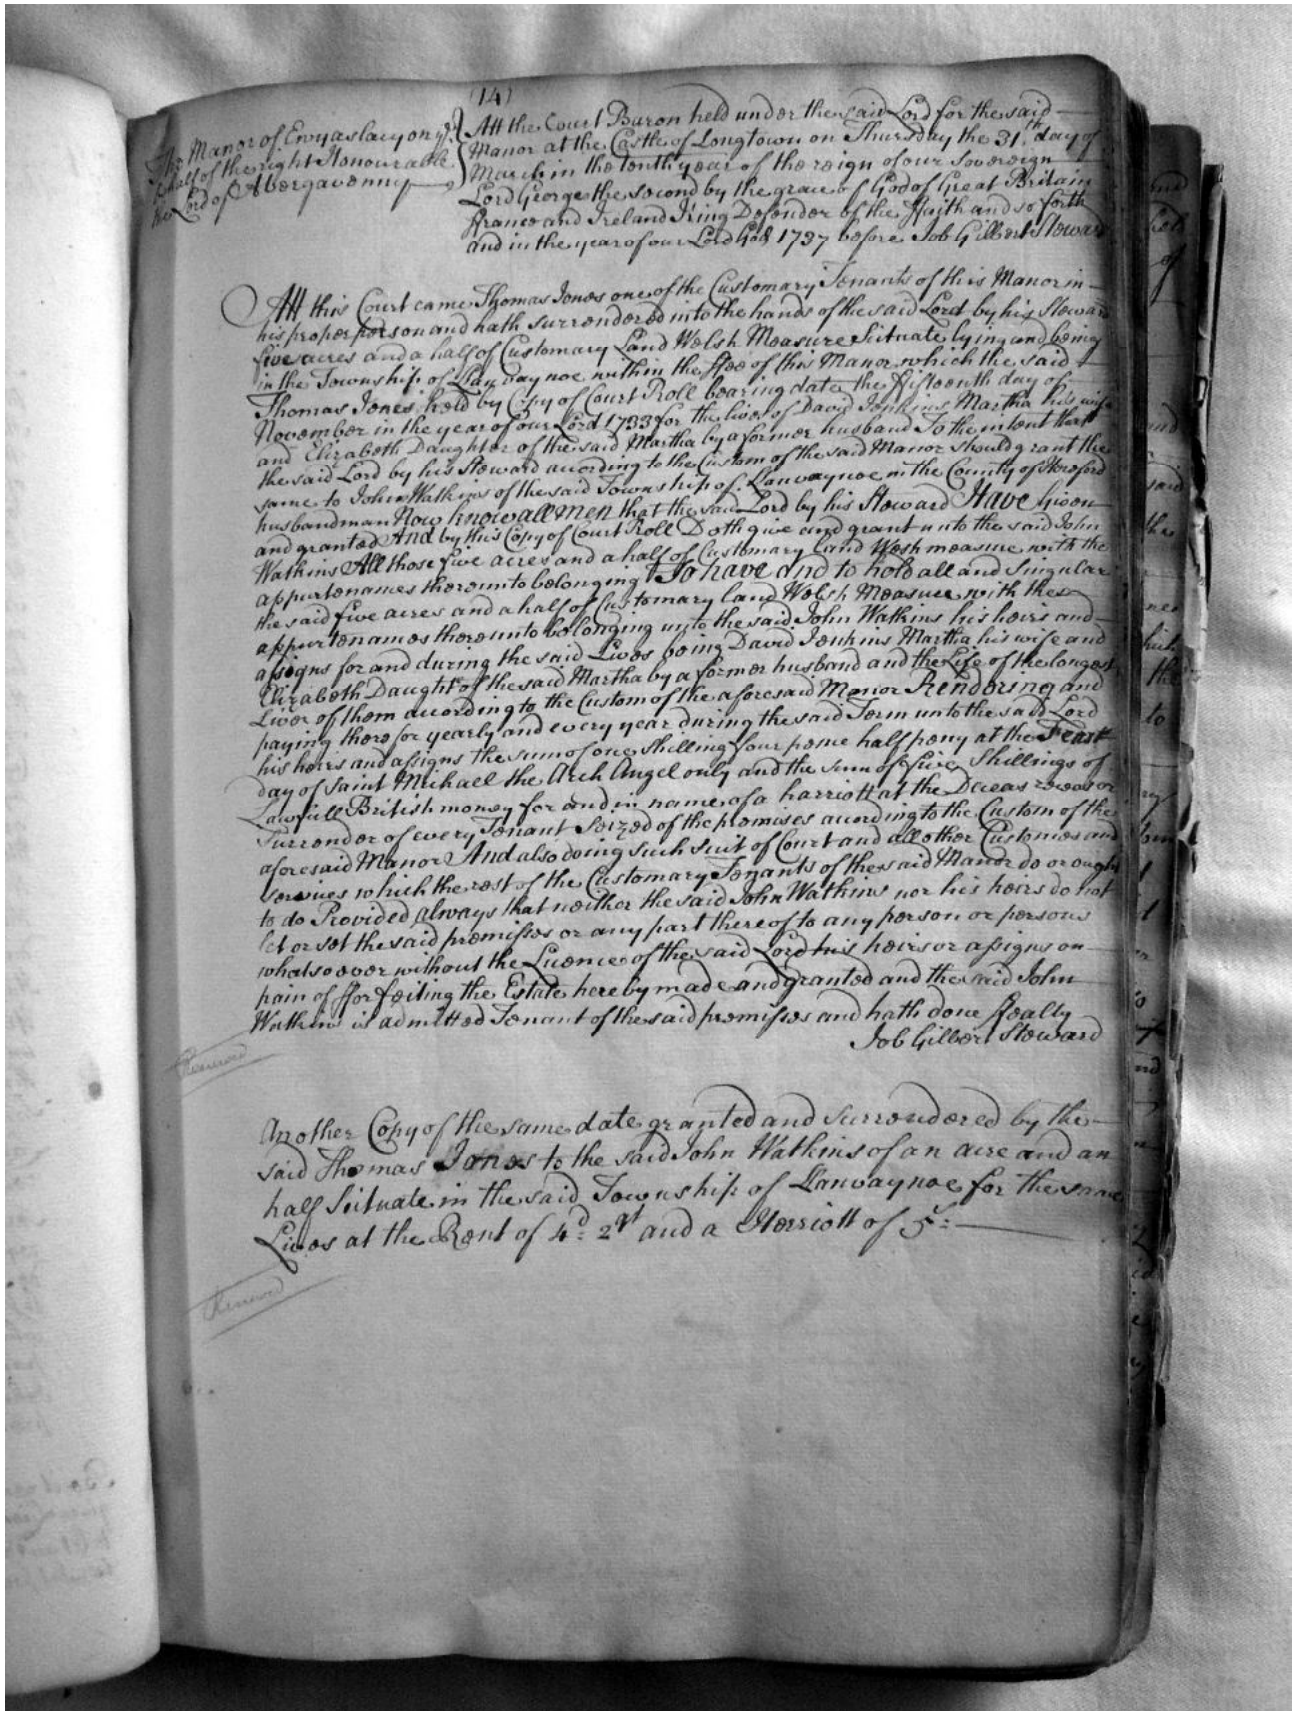 (14)
The Manor of Ewyaslacy one
halfe of the right Honourable
the Lord of Abergavenny
Att the Court Baron held under the said Lord for the said
Manor at the Castle of Longtown on Thursday the 31th day of
March in the tenth year of the reign of our Sovereign
Lord George the second by the grace of God of Great Britain
ffrance and Ireland King Defender of the ffaith and so forth
and in the year of our Lord God 1737 before Job Gilbert Steward
Att this Court came Thomas Jones one of the Customary Tenants of this Manor in
his proper person and hath surrendered into the hands of the said Lord by his Steward
five acres and a half of Customary Land Welsh Measure Scituate lying and being
in the Township of Llanvaynoe within the ffee of this Manor which the said
Thomas Jones held by Copy of Court Roll bearing date the ffifteenth day of
November in the year of our Lord 1733 for the lives of David Jenkins Martha his wife
and Elizabeth Daughter of the said Martha by a former husband To the intent that
the said Lord by his Steward acording to the Custom of the said Manor should grant the
same to John Watkins of the said Township of Llanvaynoe in the County of Hereford
husbandman Now know all men that the said Lord by his Steward Have given
and granted And by this Copy of Court Roll Doth give and grant unto the said John
Watkins All those five acres and a half of Customary land Welsh measure with the
appurtenances thereunto belonging To have and to hold all and singular
the said five acres and a half of Customary land Welsh Measure with the
appurtenances thereunto belonging unto the said John Watkins his heirs and
assigns for and during the said Lives being David Jenkins Martha his wife and
Elizabeth Daughtr of the said Martha by a former husband and the Life of the longest
Liver of them acording to the Custom of the aforesaid Manor Rendering and
paying therefor yearly and every year during the said Term unto the said Lord
his heirs and assigns the sum of one shilling four pence half peny at the Feast
day of Saint Michael the Arch Angel only and the sum of five Shillings of
Lawfull British money for and in name of a harriott at the Deceas rewas or
Surrender of every Tenant Seized of the premises acording to the Custom of the
aforesaid Manor And also doing such suit of Court and all other Customes and
services which the rest of the Customary Tenants of the said Manor do or ought
to do Provided always that neither the said John Watkins nor his heirs do not
let or set the said premisses or any part thereof to any person or persons
whatsoever without the Licence of the said Lord his heirs or assigns on
pain of fforfeiting the Estate hereby made and granted and the said John
Watkins is admitted Tenant of the said premisses and hath done ffealty
Job Gilbert Steward
Another Copy of the same date granted and surrendered by the
said Thomas Jones to the said John Watkins of an acre and an
half Scituate in the said Township of Llanvaynoe for the same
Lives at the Rent of 4d: 2qt and a Herriott of 5s: